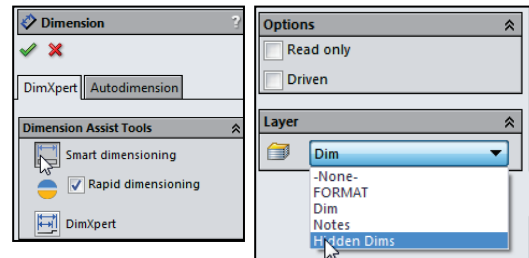 Dimension ?
DimXpert Autodimension
Dimension Assist Tools
Smart dimensioning
Rapid dimensioning
DimXpert
Options
Read only
Driven
Layer
Dim
-None-
FORMAT
Dim
Notes
Hidden Dims